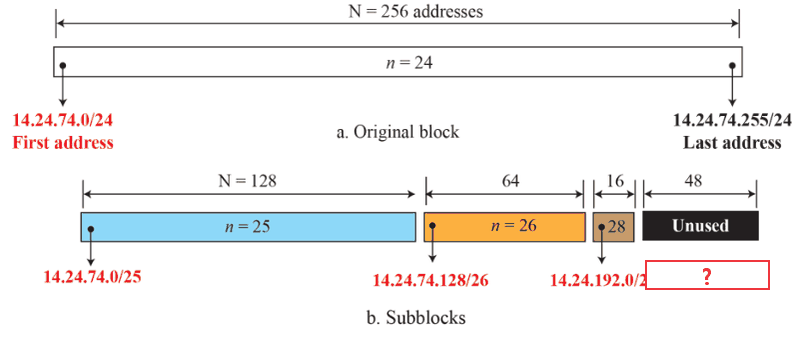 N = 256 addresses
n = 24
14.24.74.0/24
First address
14.24.74.255/24
Last address
a. Original block
N = 128
64
16
48
n = 25
n = 26
28
Unused
14.24.74.0/25
14.24.74.128/26
14.24.192.0/2
?
b. Subblocks